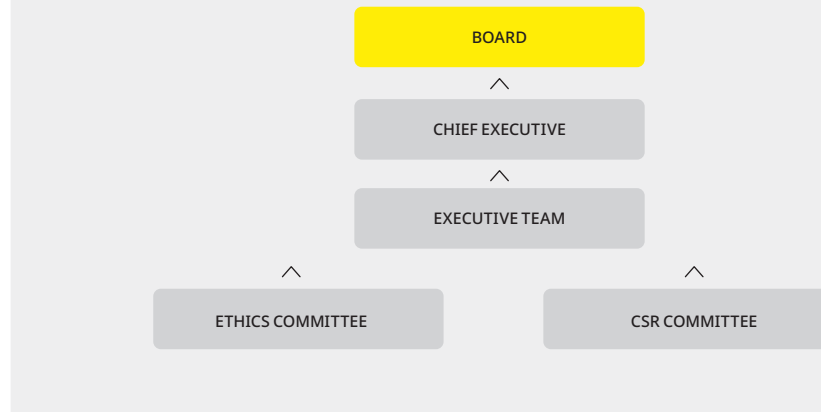 BOARD
CHIEF EXECUTIVE
EXECUTIVE TEAM
ETHICS COMMITTEE
CSR COMMITTEE